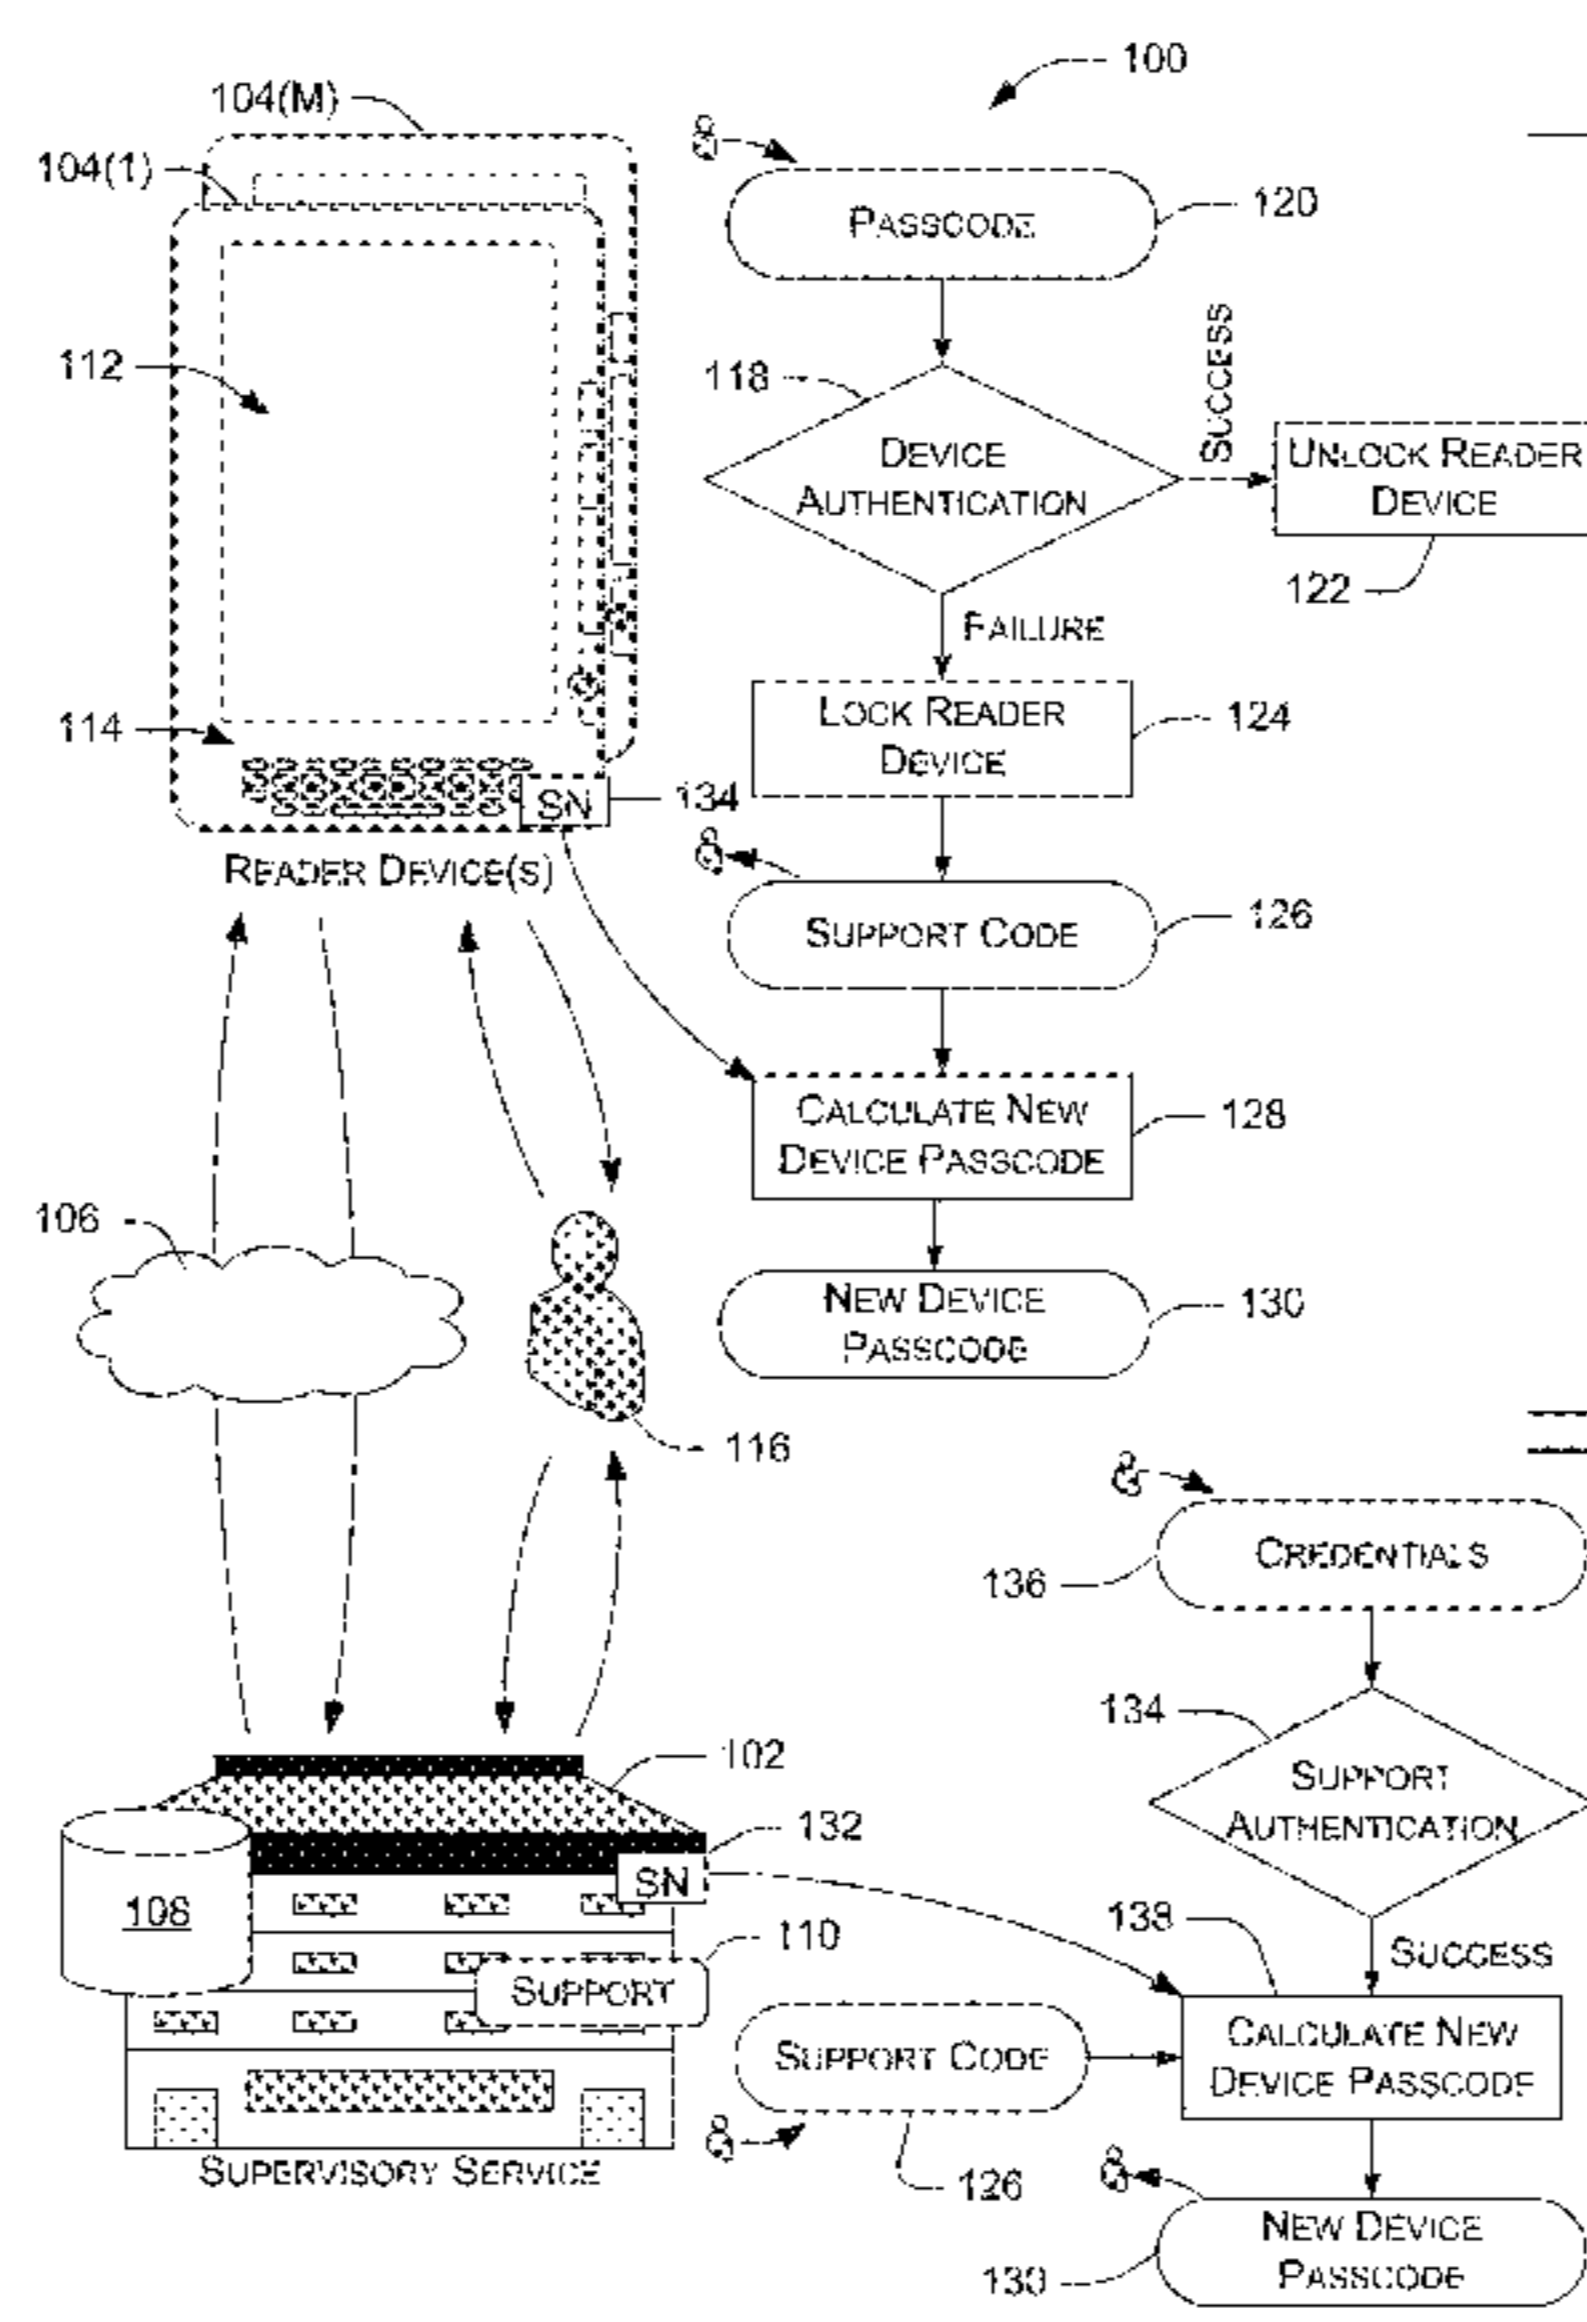 100
104(M)
104(1)
PASSCODE
120
112
118
DEVICE
AUTHENTICATION
SUCCESS
UNLOCK READER
DEVICE
122
FAILURE
114
LOCK READER
DEVICE
124
SN
134
READER DEVICE(S)
SUPPORT CODE
126
CALCULATE NEW
DEVICE PASSCODE
128
106
NEW DEVICE
PASSCODE
130
116
CREDENTIALS
136
134
SUPPORT
AUTHENTICATION
102
132
SN
108
138
SUCCESS
110
SUPPORT
CALCULATE NEW
DEVICE PASSCODE
SUPPORT CODE
126
SUPERVISORY SERVICE
NEW DEVICE
PASSCODE
130